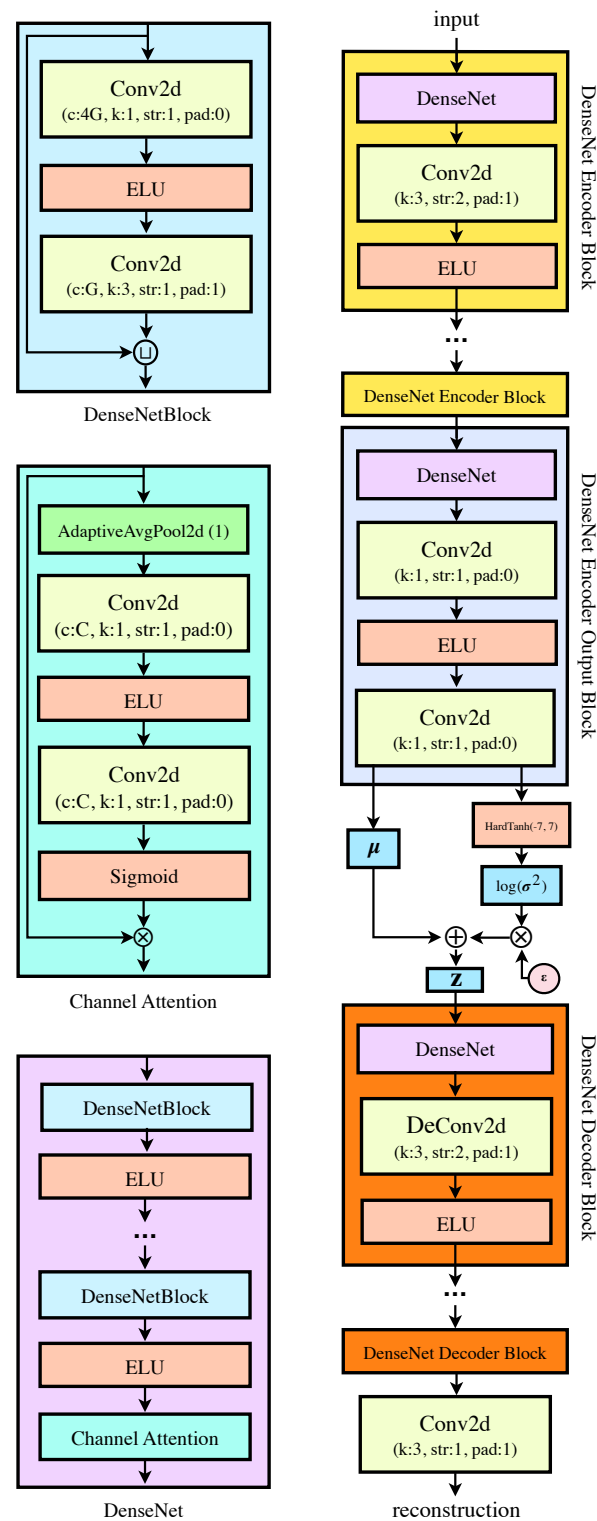 Conv2d
(c:4G, k:1, str:1, pad:0)
ELU
Conv2d
(c:G, k:3, str:1, pad:1)
⊔
DenseNetBlock
AdaptiveAvgPool2d (1)
Conv2d
(c:C, k:1, str:1, pad:0)
ELU
Conv2d
(c:C, k:1, str:1, pad:0)
Sigmoid
Channel Attention
DenseNetBlock
ELU
...
DenseNetBlock
ELU
Channel Attention
DenseNet
input
DenseNet
Conv2d
(k:3, str:2, pad:1)
ELU
DenseNet Encoder Block
...
DenseNet Encoder Block
DenseNet
Conv2d
(k:1, str:1, pad:0)
ELU
Conv2d
(k:1, str:1, pad:0)
DenseNet Encoder Output Block
HardTanh(-7, 7)
μ
log(σ²)
ε
z
DenseNet
DeConv2d
(k:3, str:2, pad:1)
ELU
DenseNet Decoder Block
...
DenseNet Decoder Block
Conv2d
(k:3, str:1, pad:1)
reconstruction